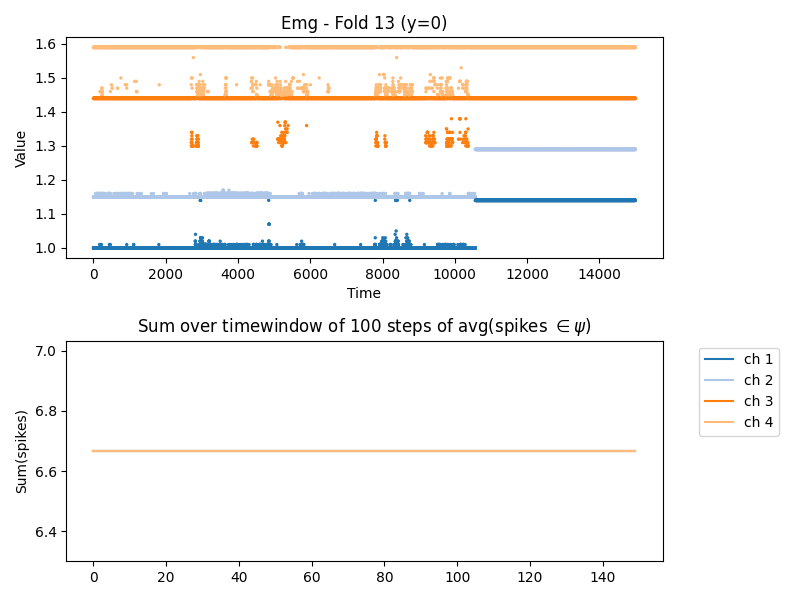 Emg - Fold 13 (y=0)
Value
1.6
1.5
1.4
1.3
1.2
1.1
1.0
0 2000 4000 6000 8000 10000 12000 14000
Time
Sum over timewindow of 100 steps of avg(spikes ∈ ψ)
Sum(spikes)
7.0
6.8
6.6
6.4
0 20 40 60 80 100 120 140
ch 1
ch 2
ch 3
ch 4